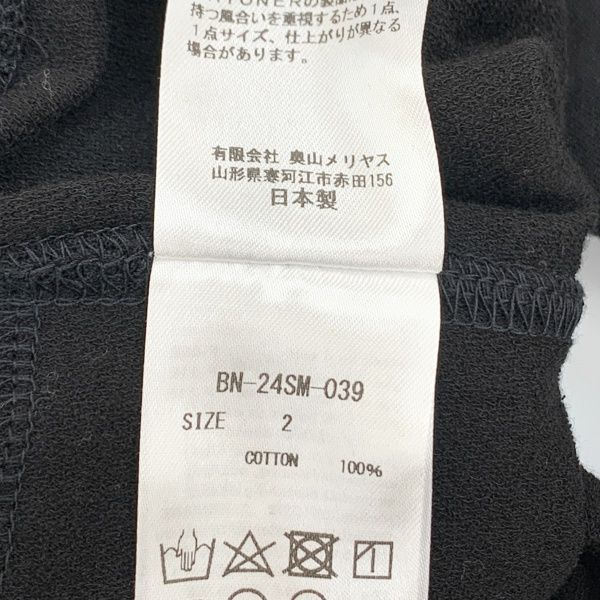 持つ風合いを重視するため1点、
1点サイズ、仕上がりが異なる
場合があります。
有限会社 奥山メリヤス
山形県寒河江市赤田156
日本製
BN-24SM-039
SIZE 2
COTTON 100%
1